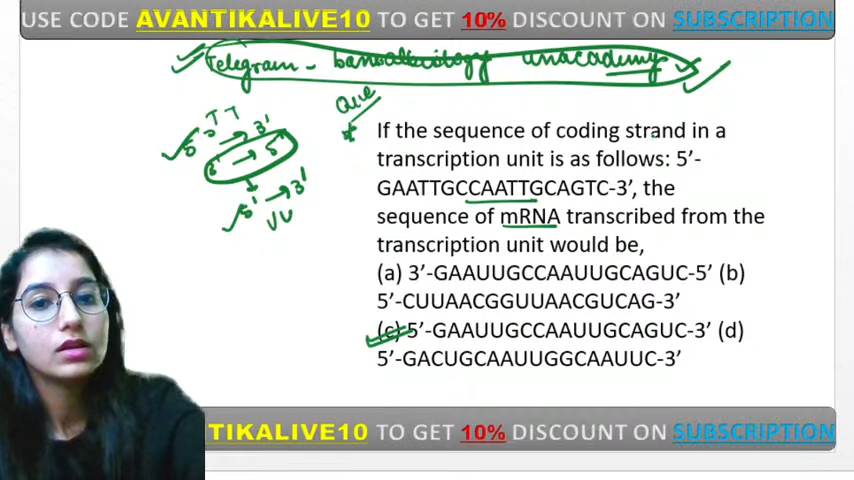 USE CODE AVANTIKALIVE10 TO GET 10% DISCOUNT ON SUBSCRIPTION
Telegram - unacademy
Que
5' 3' TT
3' → 5'
5' → 3'
UU
* If the sequence of coding strand in a
transcription unit is as follows: 5’-
GAATTGCCAATTGCAGTC-3’, the
sequence of mRNA transcribed from the
transcription unit would be,
(a) 3’-GAAUUGCCAAUUGCAGUC-5’ (b)
5’-CUUAACGGUUAACGUCAG-3’
(c) 5’-GAAUUGCCAAUUGCAGUC-3’ (d)
5’-GACUGCAAUUGGCAAUUC-3’
TIKALIVE10 TO GET 10% DISCOUNT ON SUBSCRIPTION